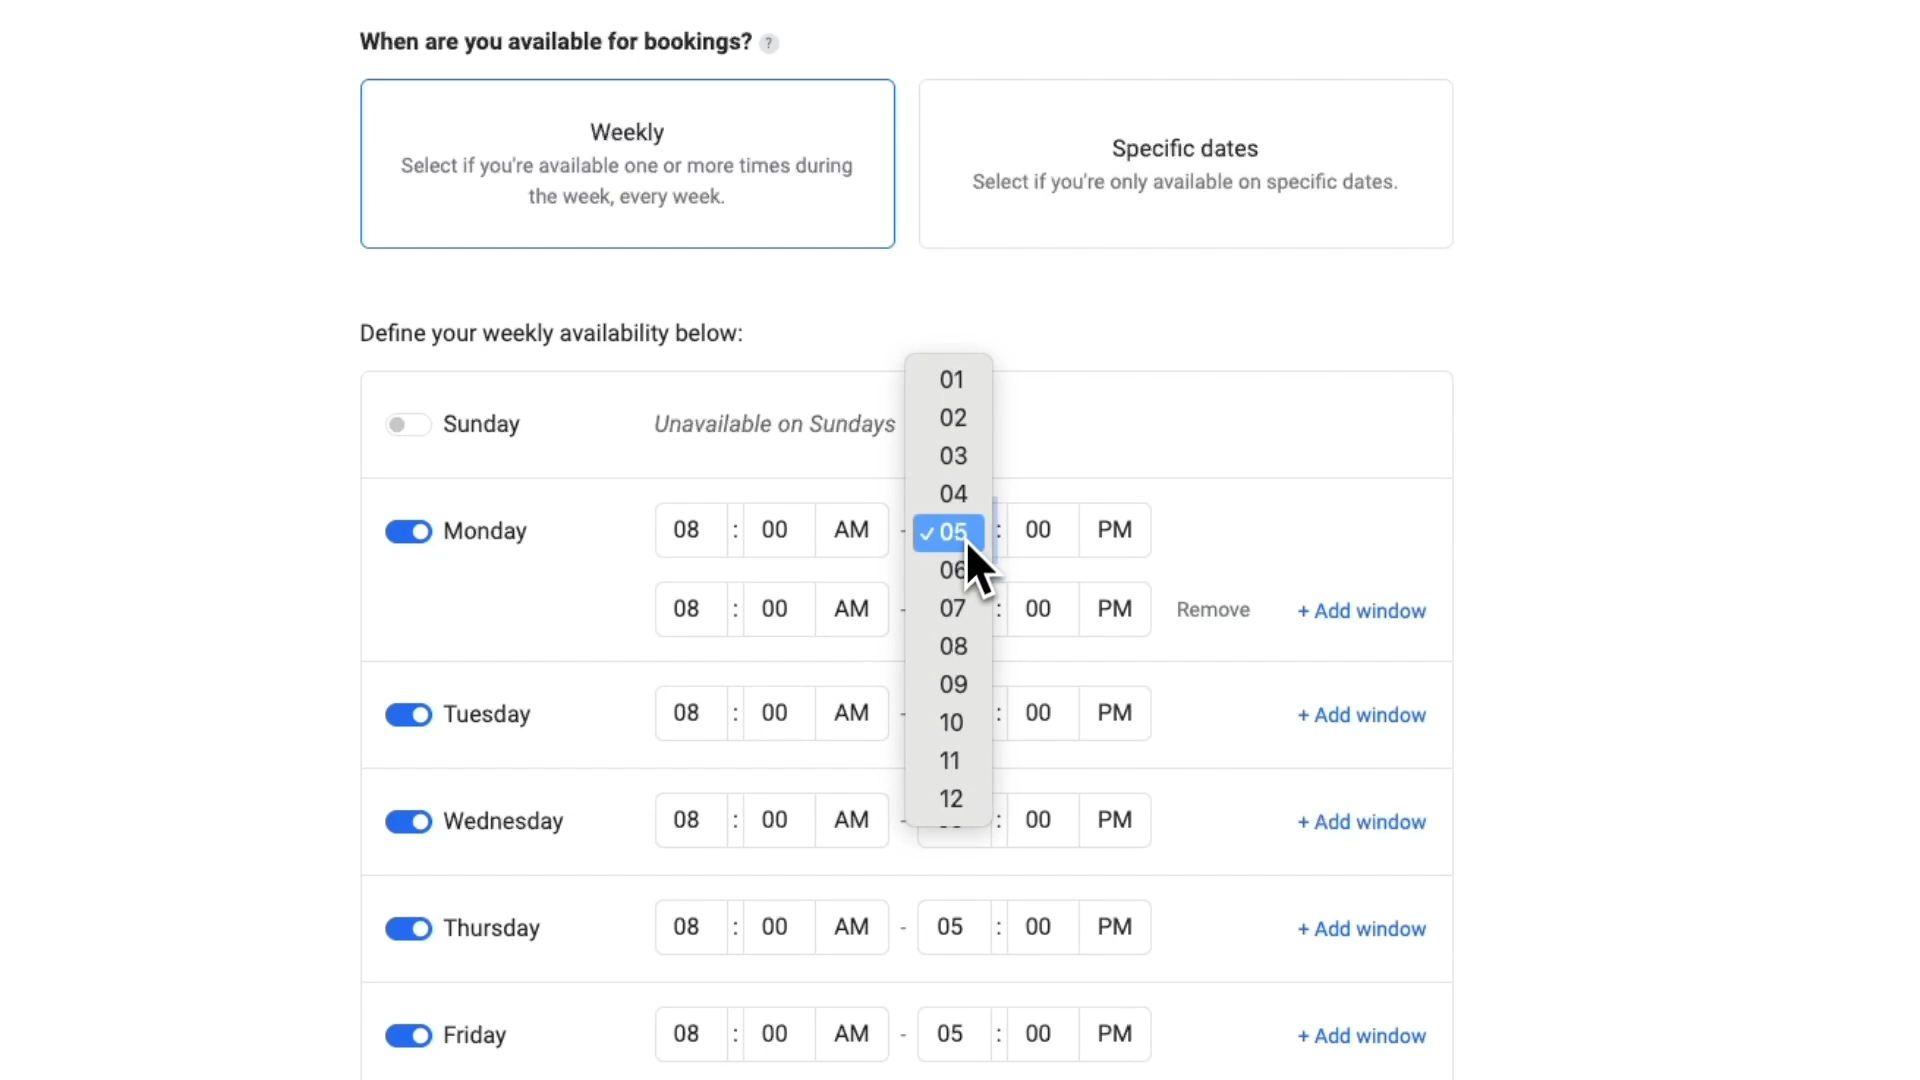 When are you available for bookings? ?
Weekly
Select if you're available one or more times during
the week, every week.
Specific dates
Select if you're only available on specific dates.
Define your weekly availability below:
Sunday Unavailable on Sundays
01
02
03
04
Monday 08 : 00 AM - ✓ 05 : 00 PM
06
08 : 00 AM - 07 : 00 PM Remove + Add window
08
09
Tuesday 08 : 00 AM - 10 : 00 PM + Add window
11
12
Wednesday 08 : 00 AM - : 00 PM + Add window
Thursday 08 : 00 AM - 05 : 00 PM + Add window
Friday 08 : 00 AM - 05 : 00 PM + Add window